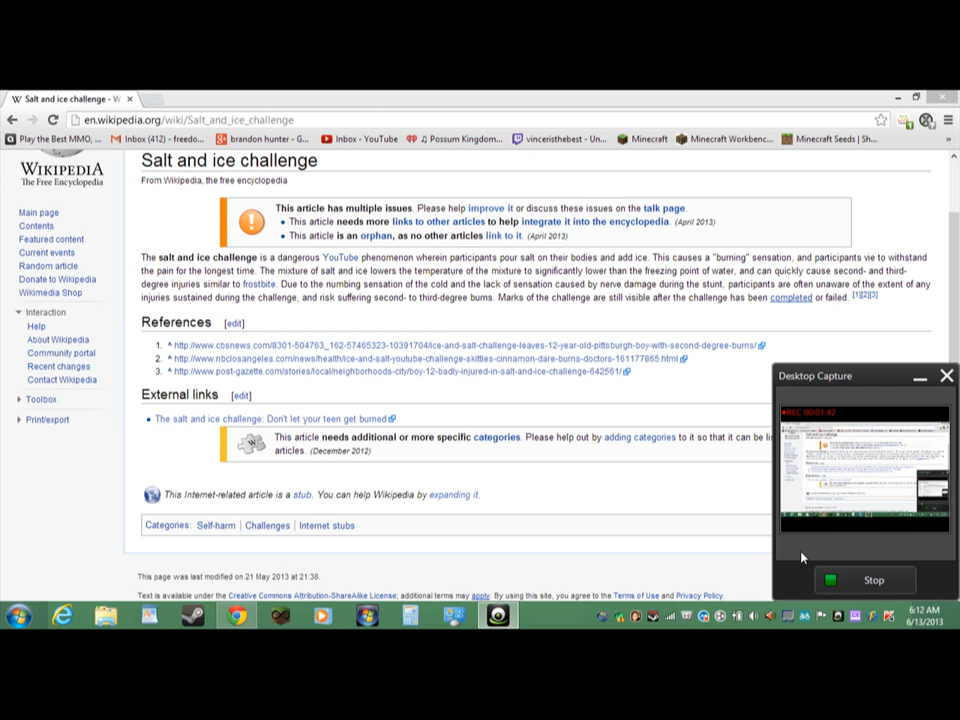 Salt and ice challenge - W
en.wikipedia.org/wiki/Salt_and_ice_challenge
Play the Best MMO, ... Inbox (412) - freedo... brandon hunter - G... Inbox - YouTube ♫ Possum Kingdom... vinceristhebest - Un... Minecraft Minecraft Workbenc... Minecraft Seeds | Sh... »
WIKIPEDIA
The Free Encyclopedia
Main page
Contents
Featured content
Current events
Random article
Donate to Wikipedia
Wikimedia Shop
Interaction
Help
About Wikipedia
Community portal
Recent changes
Contact Wikipedia
Toolbox
Print/export
Salt and ice challenge
From Wikipedia, the free encyclopedia
This article has multiple issues. Please help improve it or discuss these issues on the talk page.
• This article needs more links to other articles to help integrate it into the encyclopedia. (April 2013)
• This article is an orphan, as no other articles link to it. (April 2013)
The salt and ice challenge is a dangerous YouTube phenomenon wherein participants pour salt on their bodies and add ice. This causes a "burning" sensation, and participants vie to withstand
the pain for the longest time. The mixture of salt and ice lowers the temperature of the mixture to significantly lower than the freezing point of water, and can quickly cause second- and third-
degree injuries similar to frostbite. Due to the numbing sensation of the cold and the lack of sensation caused by nerve damage during the stunt, participants are often unaware of the extent of any
injuries sustained during the challenge, and risk suffering second- to third-degree burns. Marks of the challenge are still visible after the challenge has been completed or failed. [1][2][3]
References [edit]
1. ^ http://www.cbsnews.com/8301-504763_162-57465323-10391704/ice-and-salt-challenge-leaves-12-year-old-pittsburgh-boy-with-second-degree-burns/
2. ^ http://www.nbclosangeles.com/news/health/ice-and-salt-youtube-challenge-skittles-cinnamon-dare-burns-doctors-161177865.html
3. ^ http://www.post-gazette.com/stories/local/neighborhoods-city/boy-12-badly-injured-in-salt-and-ice-challenge-642561/
External links [edit]
• The salt and ice challenge: Don't let your teen get burned
This article needs additional or more specific categories. Please help out by adding categories to it so that it can be lis
articles. (December 2012)
This Internet-related article is a stub. You can help Wikipedia by expanding it.
Categories: Self-harm | Challenges | Internet stubs
This page was last modified on 21 May 2013 at 21:38.
Text is available under the Creative Commons Attribution-ShareAlike License; additional terms may apply. By using this site, you agree to the Terms of Use and Privacy Policy.
Desktop Capture
REC 00:01:42
Stop
6:12 AM
6/13/2013